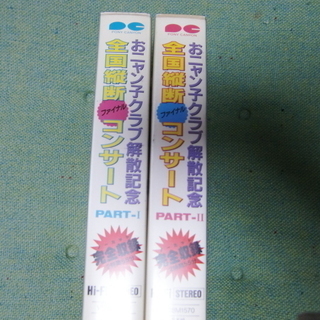 おニャン子クラブ解散記念
全国縦断
ファイナル
コンサート
PART-I
完全収録
Hi-Fi STEREO
おニャン子クラブ解散記念
全国縦断
ファイナル
コンサート
PART-II
完全収録
STEREO